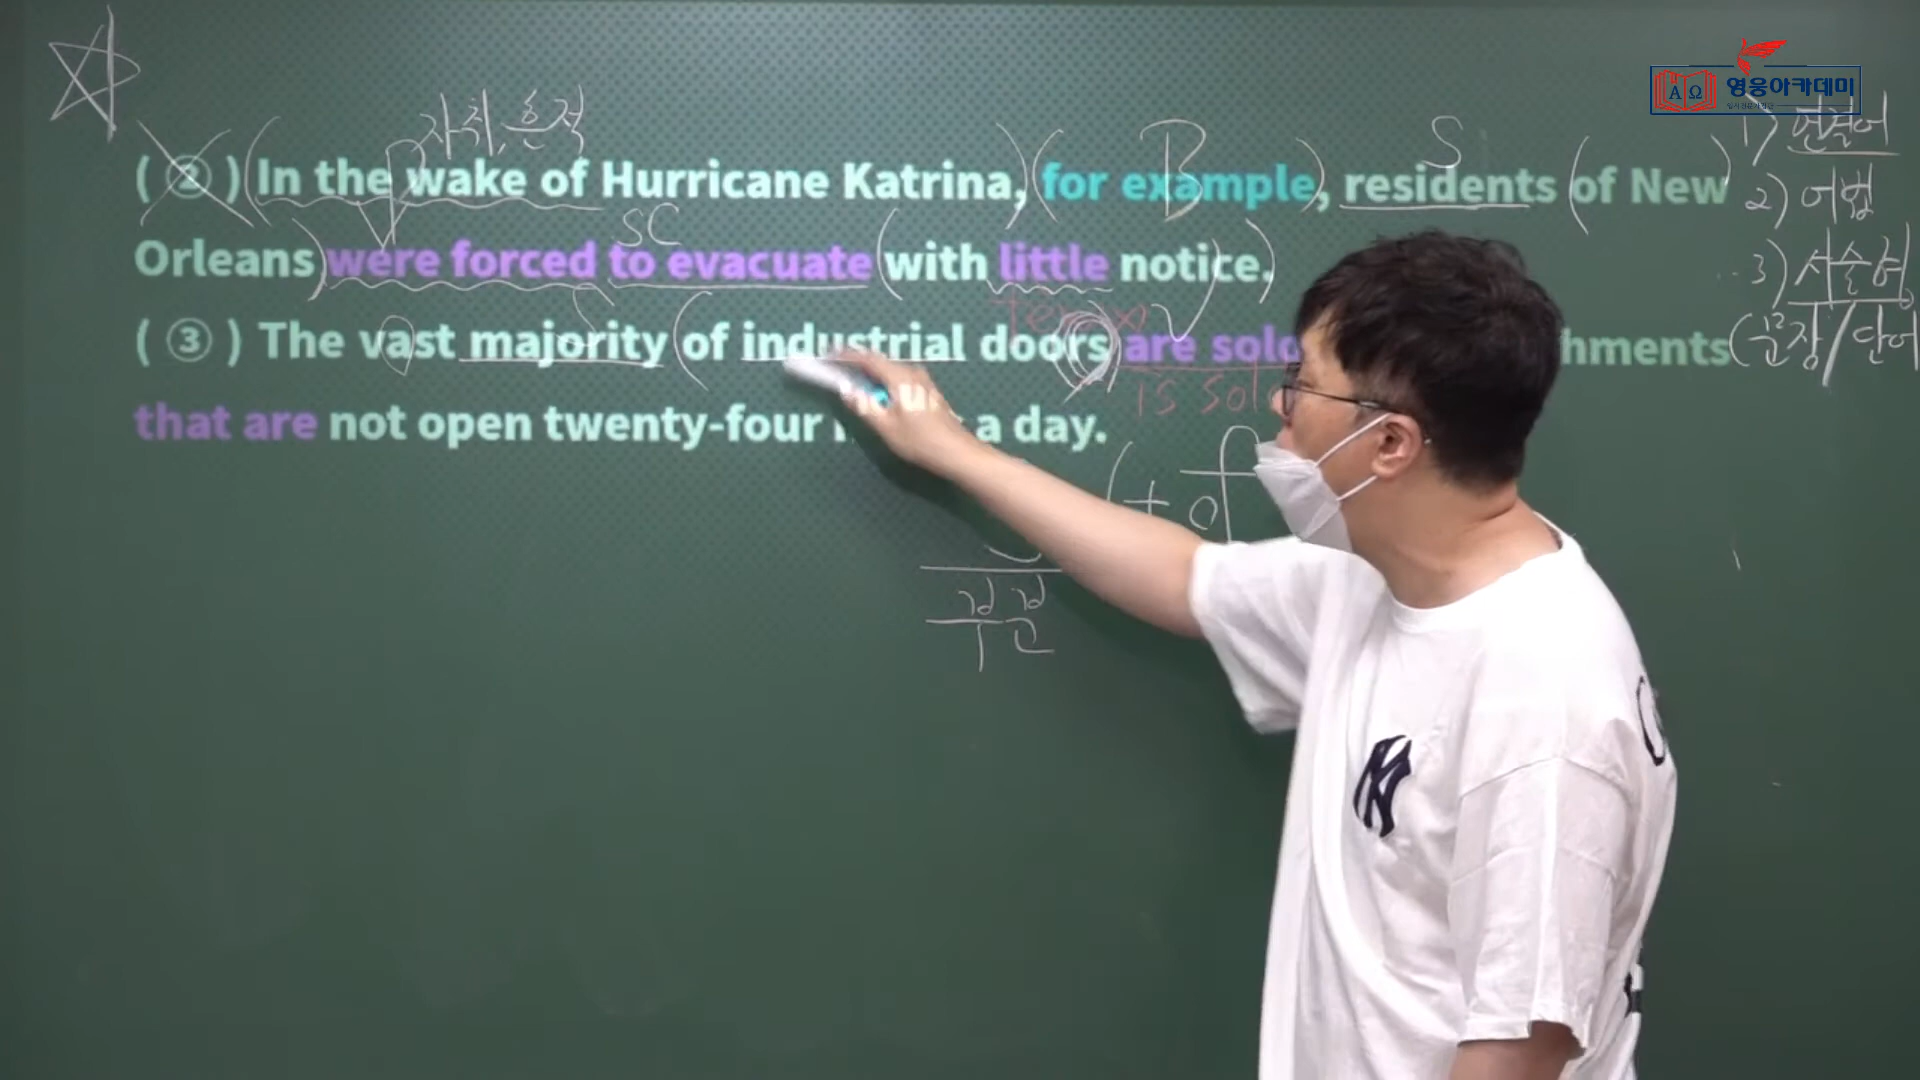 영웅아카데미
자취, 흔적
1) 연결어
( ② ) In the wake of Hurricane Katrina, for example, residents of New
B
S
2) 어법
SC
Orleans were forced to evacuate with little notice.
3) 서술형
(문장/단어
( ③ ) The vast majority of industrial doors are sold hments
is sol
that are not open twenty-four a day.
(+ of